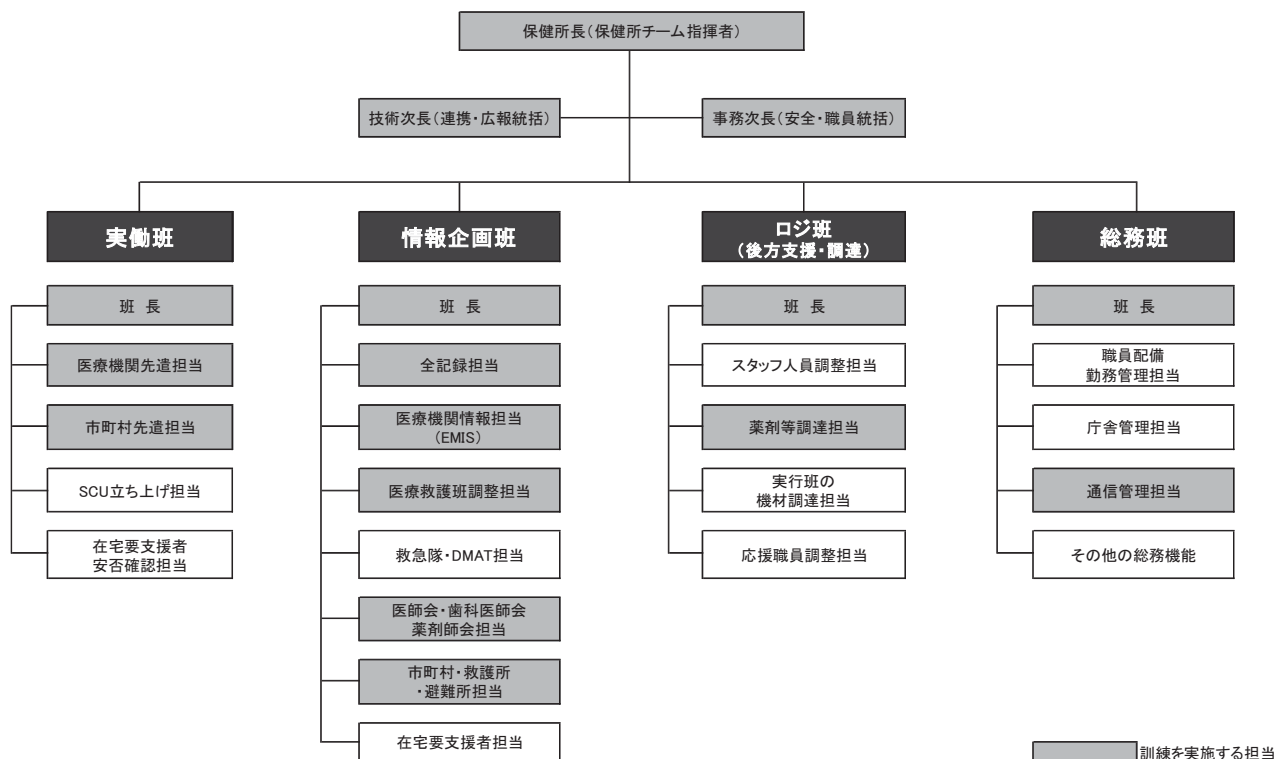 保健所長(保健所チーム指揮者)
技術次長(連携・広報統括)
事務次長(安全・職員統括)
実働班
班 長
医療機関先遣担当
市町村先遣担当
SCU立ち上げ担当
在宅要支援者
安否確認担当
情報企画班
班 長
全記録担当
医療機関情報担当
(EMIS)
医療救護班調整担当
救急隊・DMAT担当
医師会・歯科医師会
薬剤師会担当
市町村・救護所
・避難所担当
在宅要支援者担当
ロジ班
(後方支援・調達)
班 長
スタッフ人員調整担当
薬剤等調達担当
実行班の
機材調達担当
応援職員調整担当
総務班
班 長
職員配備
勤務管理担当
庁舎管理担当
通信管理担当
その他の総務機能
訓練を実施する担当